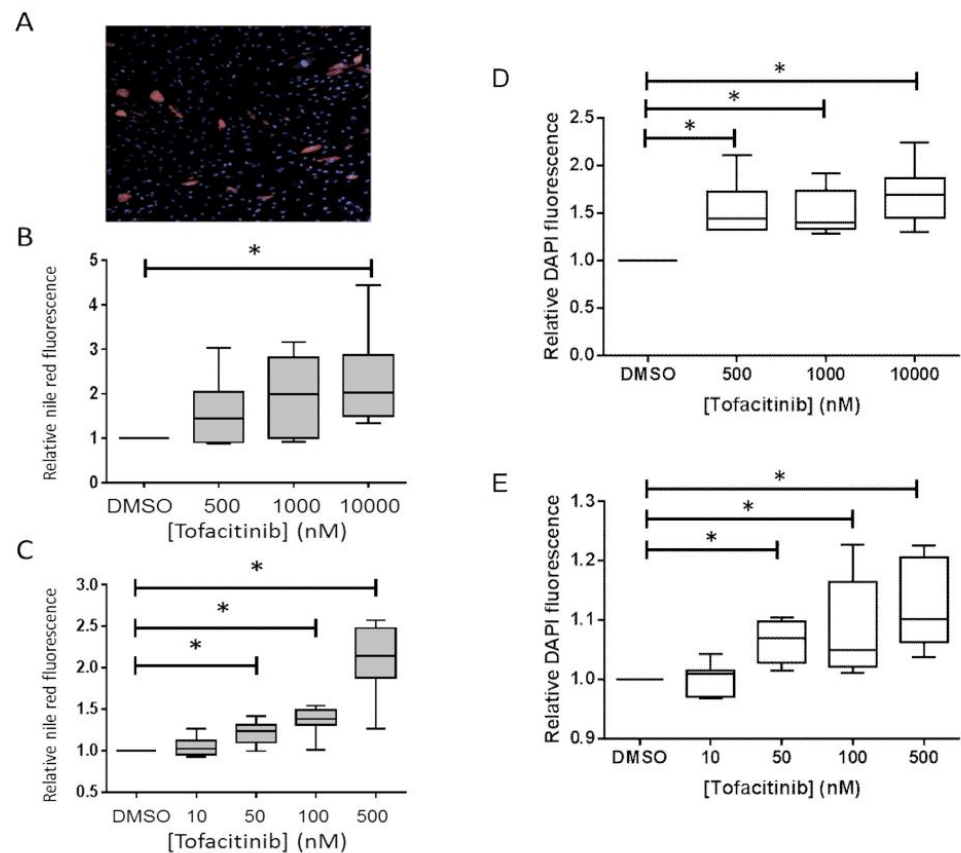 A
B
Relative nile red fluorescence
5
4
3
2
1
0
*
DMSO 500 1000 10000
[Tofacitinib] (nM)
C
Relative nile red fluorescence
3.0
2.5
2.0
1.5
1.0
0.5
*
*
*
DMSO 10 50 100 500
[Tofacitinib] (nM)
D
Relative DAPI fluorescence
2.5
2.0
1.5
1.0
0.0
*
*
*
DMSO 500 1000 10000
[Tofacitinib] (nM)
E
Relative DAPI fluorescence
1.3
1.2
1.1
1.0
0.9
*
*
*
DMSO 10 50 100 500
[Tofacitinib] (nM)